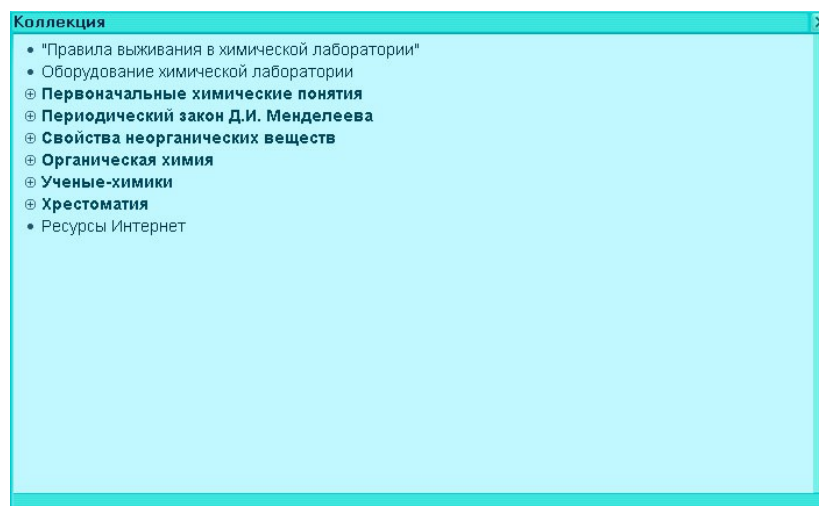 Коллекция
"Правила выживания в химической лаборатории"
Оборудование химической лаборатории
Первоначальные химические понятия
Периодический закон Д.И. Менделеева
Свойства неорганических веществ
Органическая химия
Ученые-химики
Хрестоматия
Ресурсы Интернет